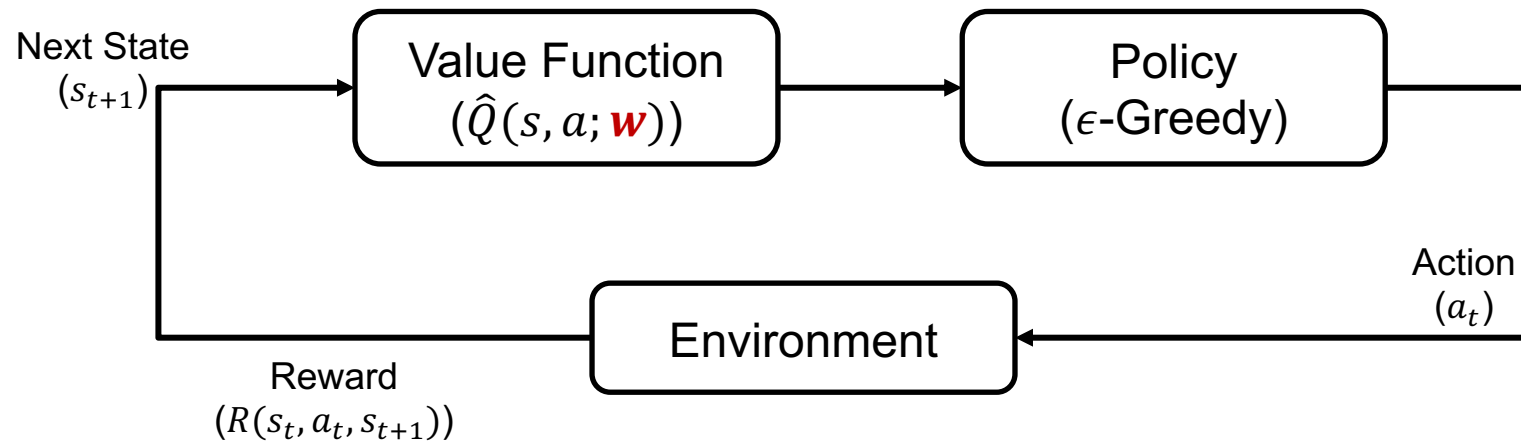 Next State
(s_{t+1})
Value Function
(Q̂(s, a; w))
Policy
(ϵ-Greedy)
Action
(a_t)
Environment
Reward
(R(s_t, a_t, s_{t+1}))